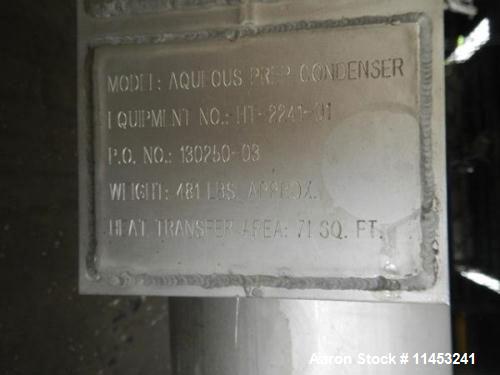 MODEL: AQUEOUS PREP CONDENSER
EQUIPMENT NO.: HT-2241-01
P.O. NO.: 130250-03
WEIGHT: 481 LBS. APPROX.
HEAT TRANSFER AREA: 71 SQ. FT.
Aaron Stock # 11453241